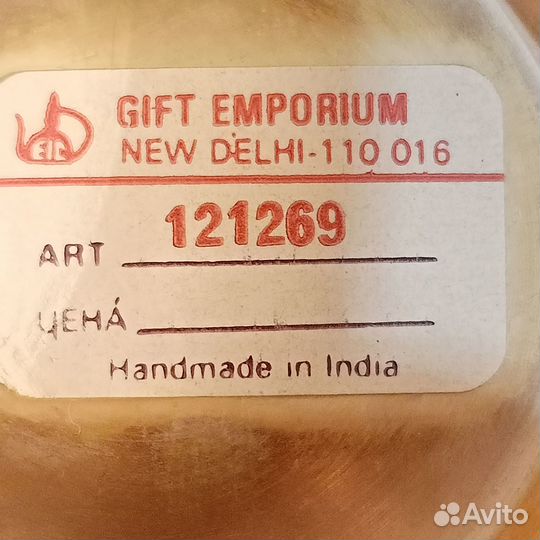 GIFT EMPORIUM
NEW DELHI-110 016
ART 121269
ЦЕНА́
Handmade in India
Avito